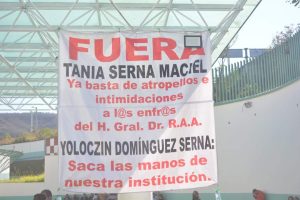 FUERA
TANIA SERNA MACIEL
Ya basta de atropellos e
intimidaciones
a l@s enfr@s
del H. Gral. Dr. R.A.A.
YOLOCZIN DOMÍNGUEZ SERNA:
Saca las manos de
nuestra institución.